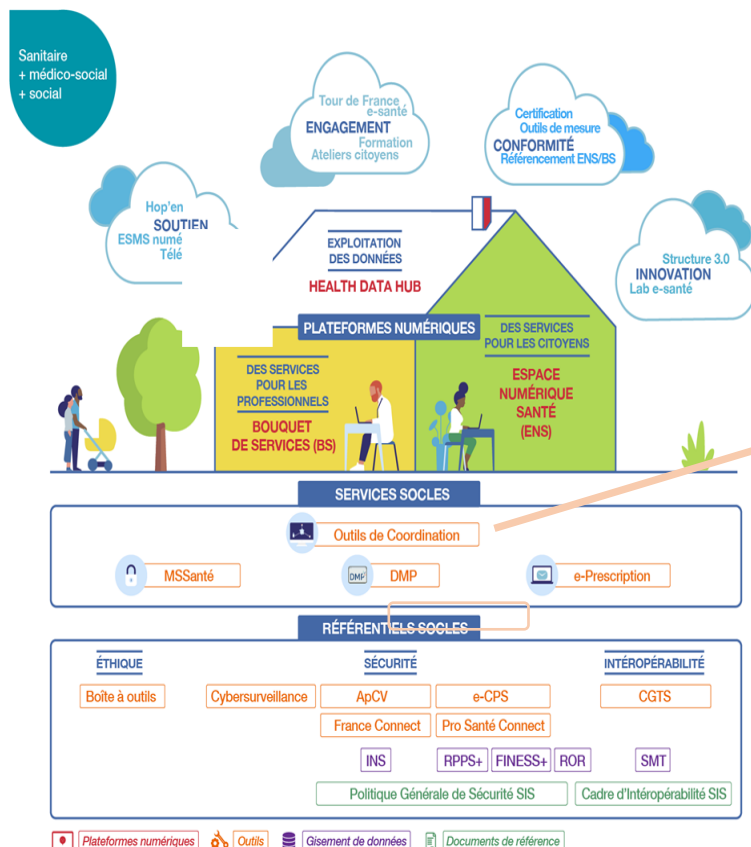 Sanitaire
+ médico-social
+ social
Tour de France
e-santé
ENGAGEMENT
Formation
Ateliers citoyens
Certification
Outils de mesure
CONFORMITÉ
Référencement ENS/BS
Hop'en
SOUTIEN
ESMS numé
Télé
Structure 3.0
INNOVATION
Lab e-santé
EXPLOITATION
DES DONNÉES
HEALTH DATA HUB
PLATEFORMES NUMÉRIQUES
DES SERVICES
POUR LES
PROFESSIONNELS
BOUQUET
DE SERVICES (BS)
DES SERVICES
POUR LES CITOYENS
ESPACE
NUMÉRIQUE
SANTÉ
(ENS)
SERVICES SOCLES
Outils de Coordination
MSSanté
DMP
DMP
e-Prescription
RÉFÉRENTIELS SOCLES
ÉTHIQUE
SÉCURITÉ
INTÉROPÉRABILITÉ
Boîte à outils
Cybersurveillance
ApCV
e-CPS
CGTS
France Connect
Pro Santé Connect
INS
RPPS+
FINESS+
ROR
SMT
Politique Générale de Sécurité SIS
Cadre d'Intéropérabilité SIS
Plateformes numériques
Outils
Gisement de données
Documents de référence